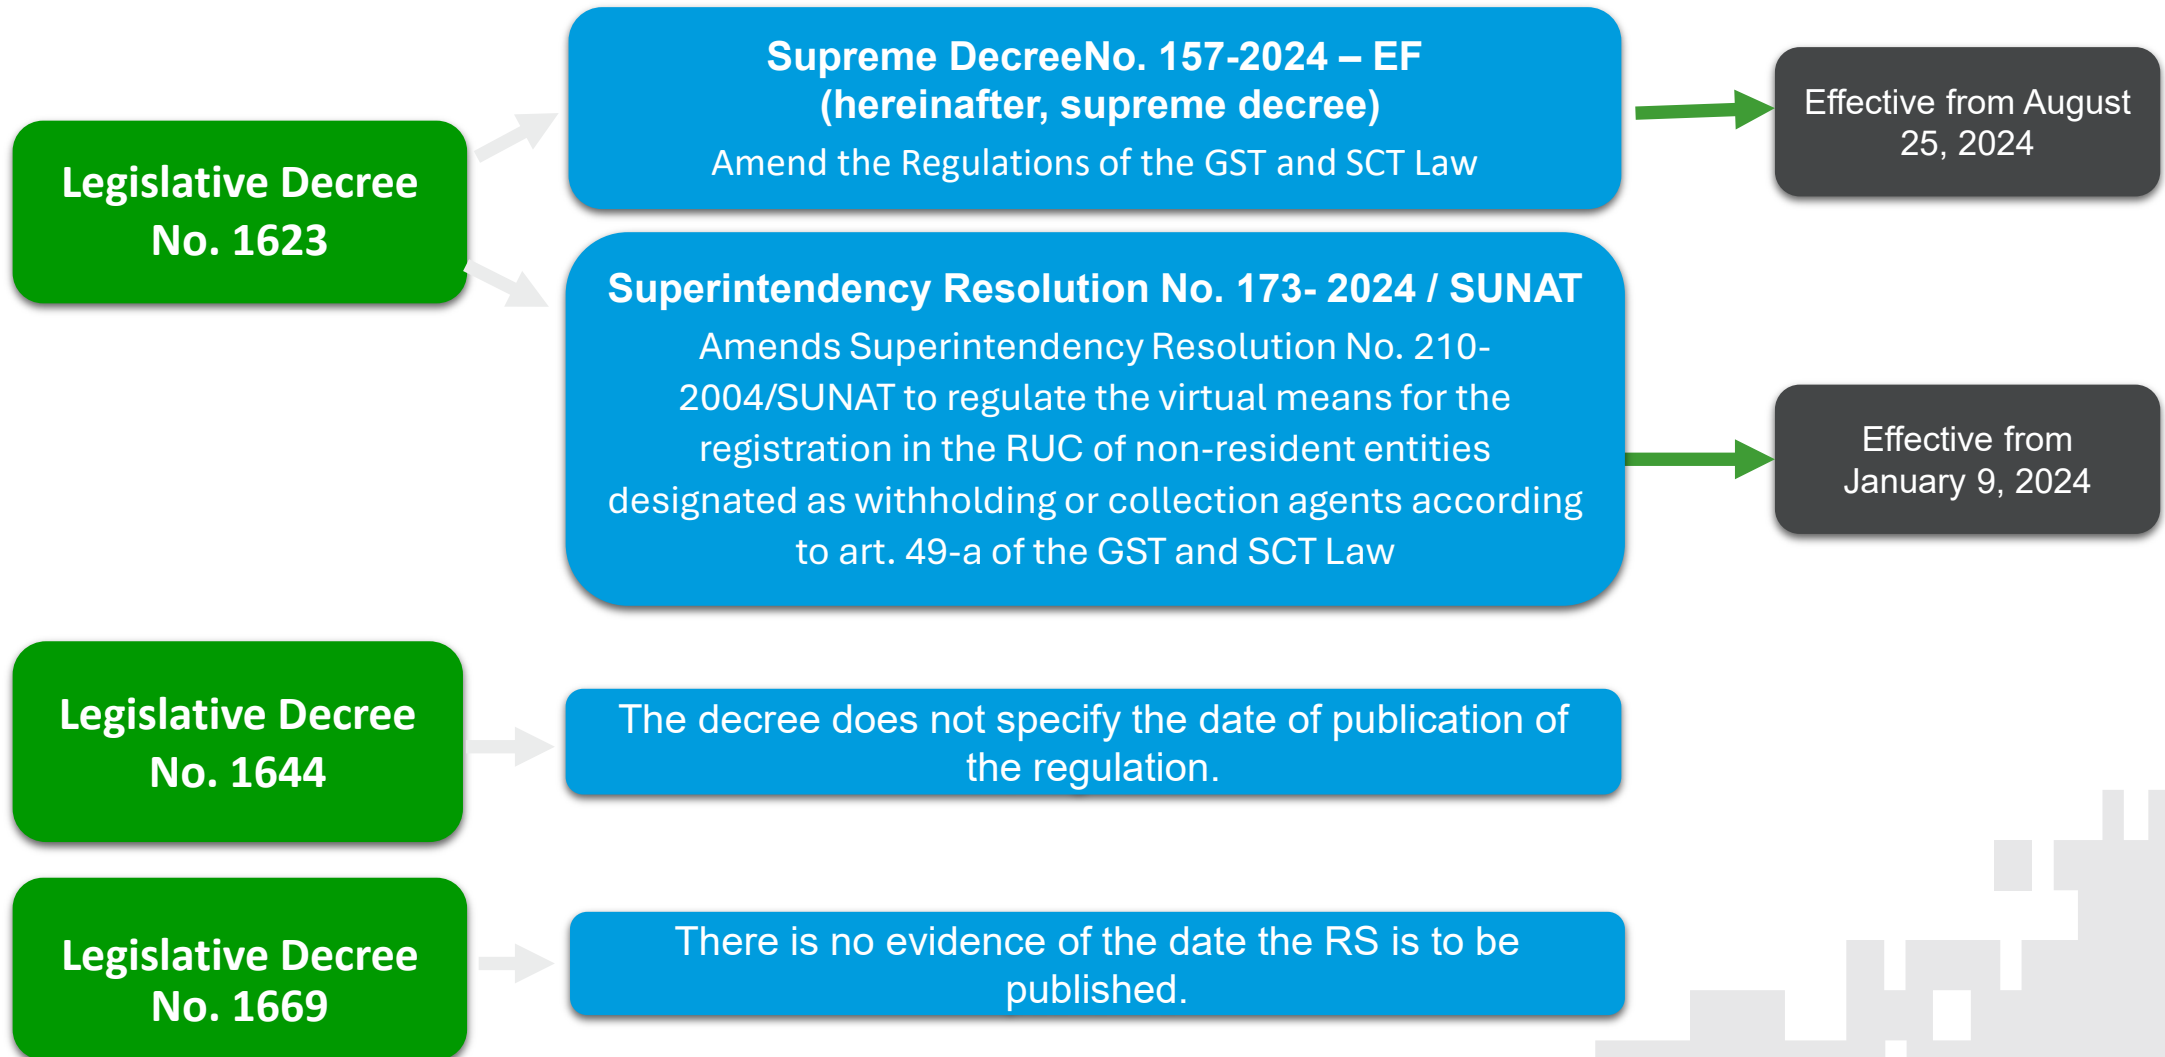 Legislative Decree
No. 1623
Supreme DecreeNo. 157-2024 – EF
(hereinafter, supreme decree)
Amend the Regulations of the GST and SCT Law
Effective from August
25, 2024
Superintendency Resolution No. 173- 2024 / SUNAT
Amends Superintendency Resolution No. 210-
2004/SUNAT to regulate the virtual means for the
registration in the RUC of non-resident entities
designated as withholding or collection agents according
to art. 49-a of the GST and SCT Law
Effective from
January 9, 2024
Legislative Decree
No. 1644
The decree does not specify the date of publication of
the regulation.
Legislative Decree
No. 1669
There is no evidence of the date the RS is to be
published.